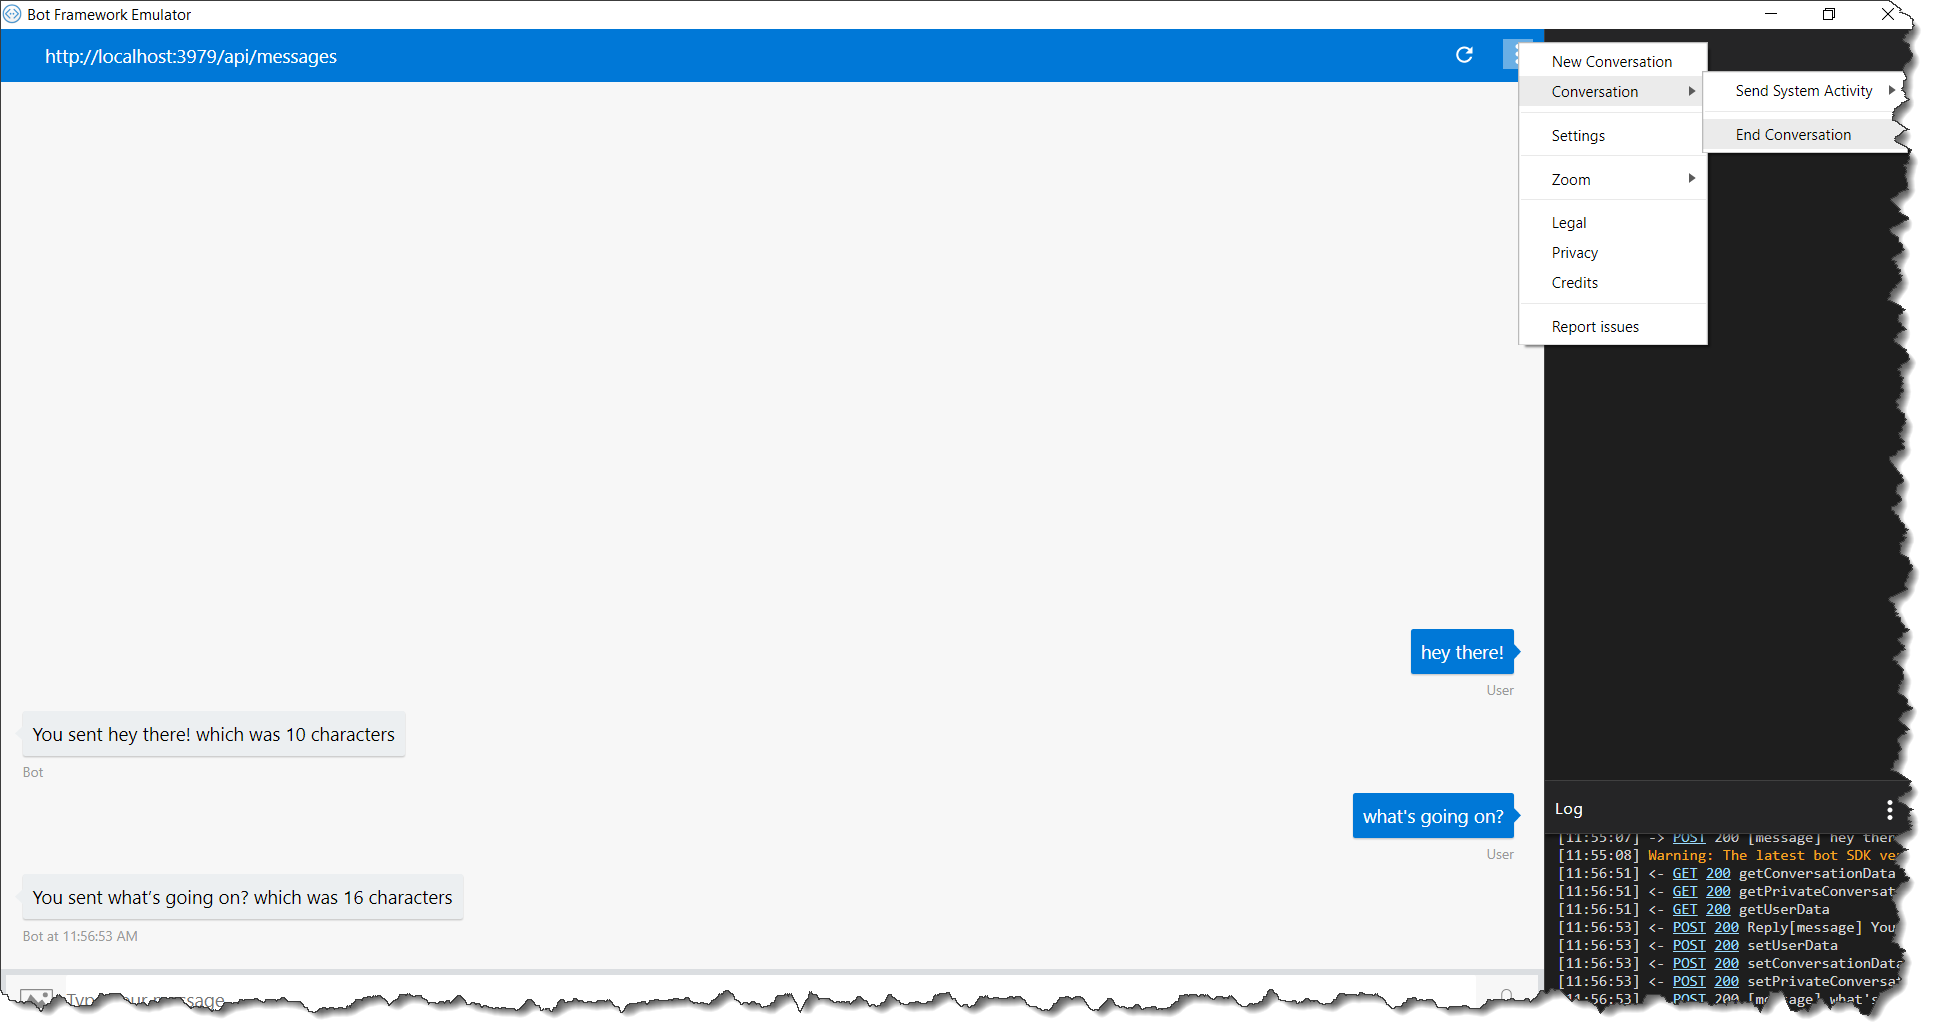 Bot Framework Emulator
http://localhost:3979/api/messages
New Conversation
Conversation
Settings
Zoom
Legal
Privacy
Credits
Report issues
Send System Activity
End Conversation
hey there!
User
You sent hey there! which was 10 characters
Bot
what's going on?
User
You sent what's going on? which was 16 characters
Bot at 11:56:53 AM
Log
[11:55:07] -> POST 200 [message] hey ther
[11:55:08] Warning: The latest bot SDK ve
[11:56:51] <- GET 200 getConversationData
[11:56:51] <- GET 200 getPrivateConversat
[11:56:51] <- GET 200 getUserData
[11:56:53] <- POST 200 Reply[message] You
[11:56:53] <- POST 200 setUserData
[11:56:53] <- POST 200 setConversationData
[11:56:53] <- POST 200 setPrivateConversat
POST 200 [message] what's